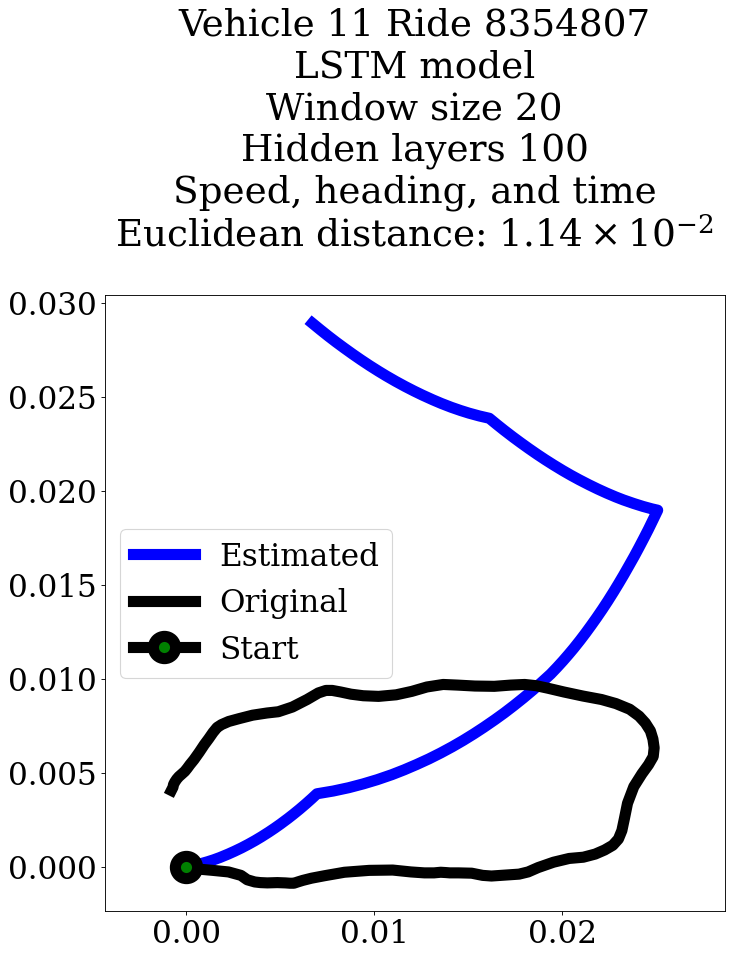 Vehicle 11 Ride 8354807
LSTM model
Window size 20
Hidden layers 100
Speed, heading, and time
Euclidean distance: 1.14 × 10⁻²
0.030
0.025
0.020
0.015
0.010
0.005
0.000
Estimated
Original
Start
0.00 0.01 0.02